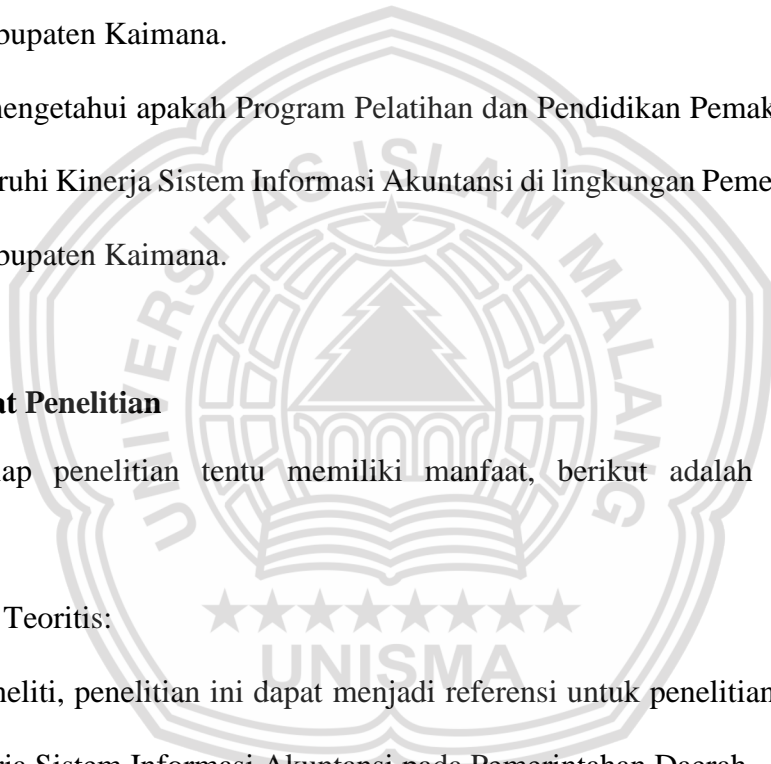 bupaten Kaimana.
mengetahui apakah Program Pelatihan dan Pendidikan Pemak
ruhi Kinerja Sistem Informasi Akuntansi di lingkungan Peme
bupaten Kaimana.
at Penelitian
ap penelitian tentu memiliki manfaat, berikut adalah
Teoritis:
neliti, penelitian ini dapat menjadi referensi untuk penelitian
rja Sistem Informasi Akuntansi pada Pemerintahan Daerah
UNIVERSITAS ISLAM MALANG
UNISMA